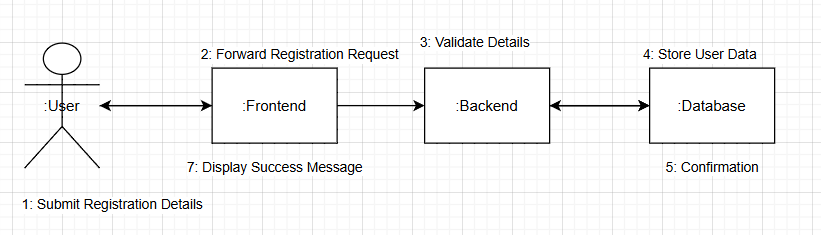 3: Validate Details
2: Forward Registration Request
4: Store User Data
:User
:Frontend
:Backend
:Database
7: Display Success Message
5: Confirmation
1: Submit Registration Details